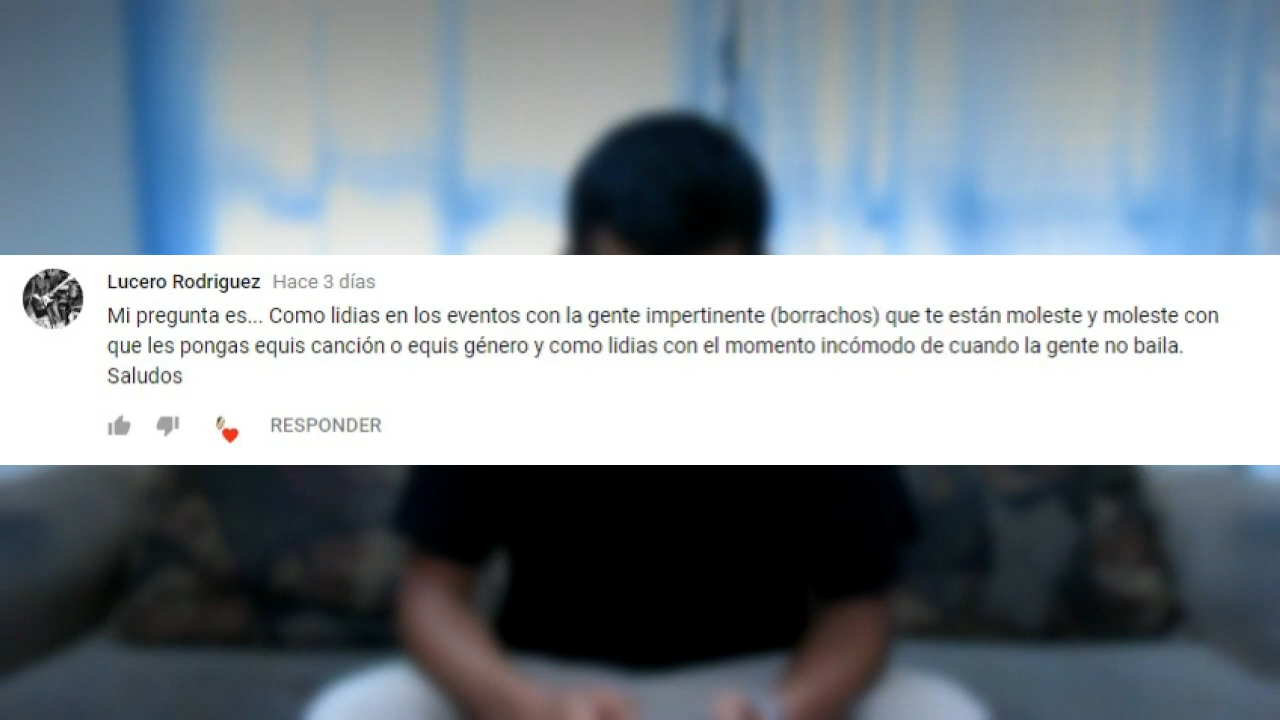 Lucero Rodriguez Hace 3 días
Mi pregunta es... Como lidias en los eventos con la gente impertinente (borrachos) que te están moleste y moleste con
que les pongas equis canción o equis género y como lidias con el momento incómodo de cuando la gente no baila.
Saludos
RESPONDER